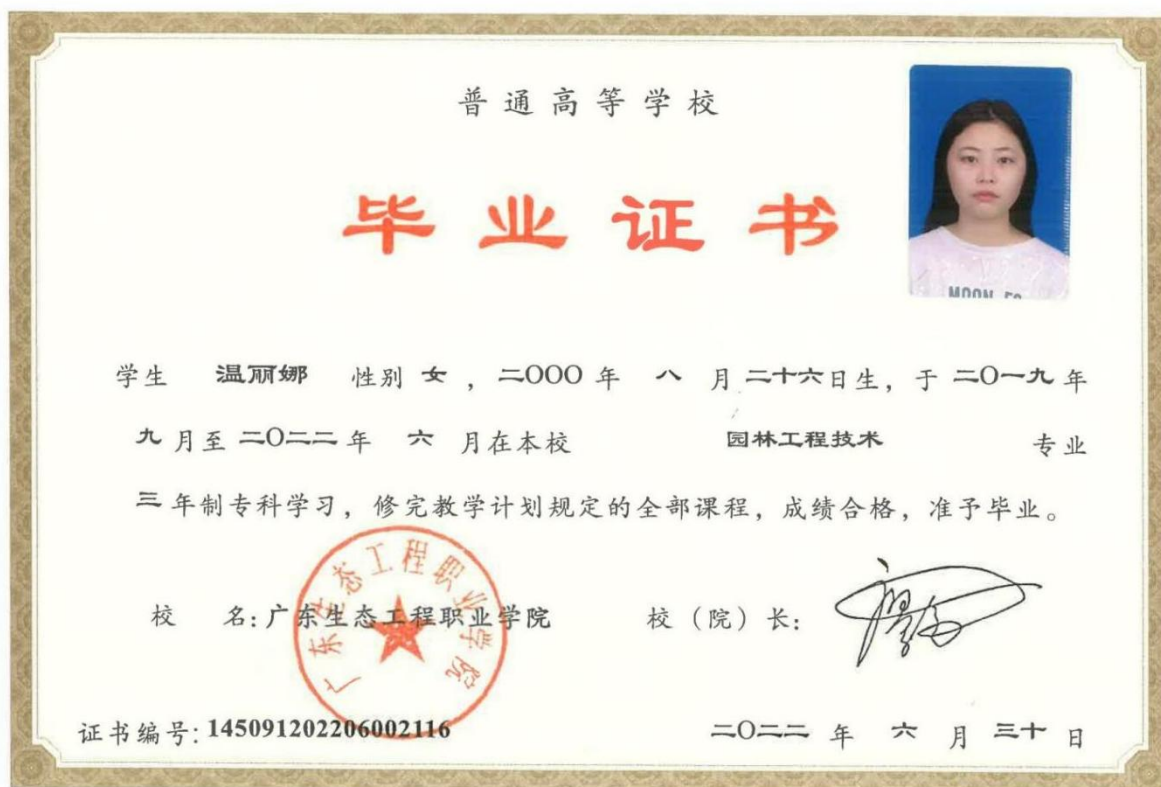 普通高等学校
毕业证书
MOON
学生 温丽娜 性别 女 ，二OOO 年 八 月 二十六日生，于 二O一九 年
九 月至 二O二二 年 六 月在本校 园林工程技术 专业
三 年制专科学习，修完教学计划规定的全部课程，成绩合格，准予毕业。
广东生态工程职业学院
校 名：广东生态工程职业学院 校（院）长：
证书编号：145091202206002116 二O二二 年 六 月 三十 日